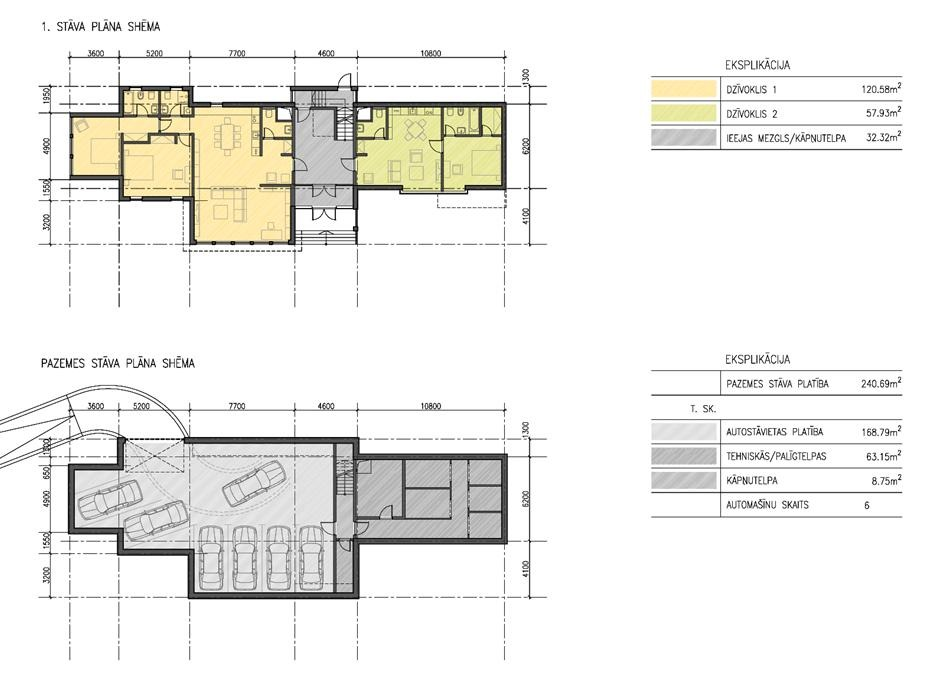 1. STĀVA PLĀNA SHĒMA
3600 5200 7700 4600 10800
1950 4900 1550 3200
1300 6200 4100
EKSPLIKĀCIJA
DZĪVOKLIS 1 120.58m²
DZĪVOKLIS 2 57.93m²
IEEJAS MEZGLS/KĀPNUTELPA 32.32m²
PAZEMES STĀVA PLĀNA SHĒMA
3600 5200 7700 4600 10800
650 4900 1550 3200
1300 6200 4100
EKSPLIKĀCIJA
PAZEMES STĀVA PLATĪBA 240.69m²
T. SK.
AUTOSTĀVIETAS PLATĪBA 168.79m²
TEHNISKĀS/PALĪGTELPAS 63.15m²
KĀPNUTELPA 8.75m²
AUTOMAŠĪNU SKAITS 6